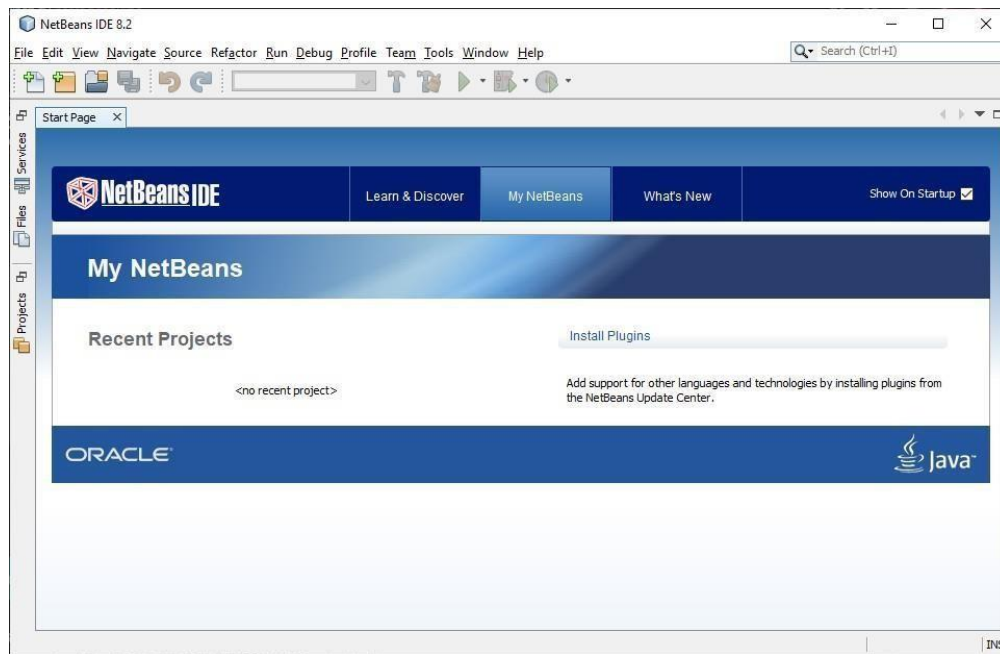 NetBeans IDE 8.2
File Edit View Navigate Source Refactor Run Debug Profile Team Tools Window Help
Search (Ctrl+I)
Start Page
Services
Files
Projects
NetBeans IDE
Learn & Discover
My NetBeans
What's New
Show On Startup
My NetBeans
Recent Projects
<no recent project>
Install Plugins
Add support for other languages and technologies by installing plugins from
the NetBeans Update Center.
ORACLE
Java